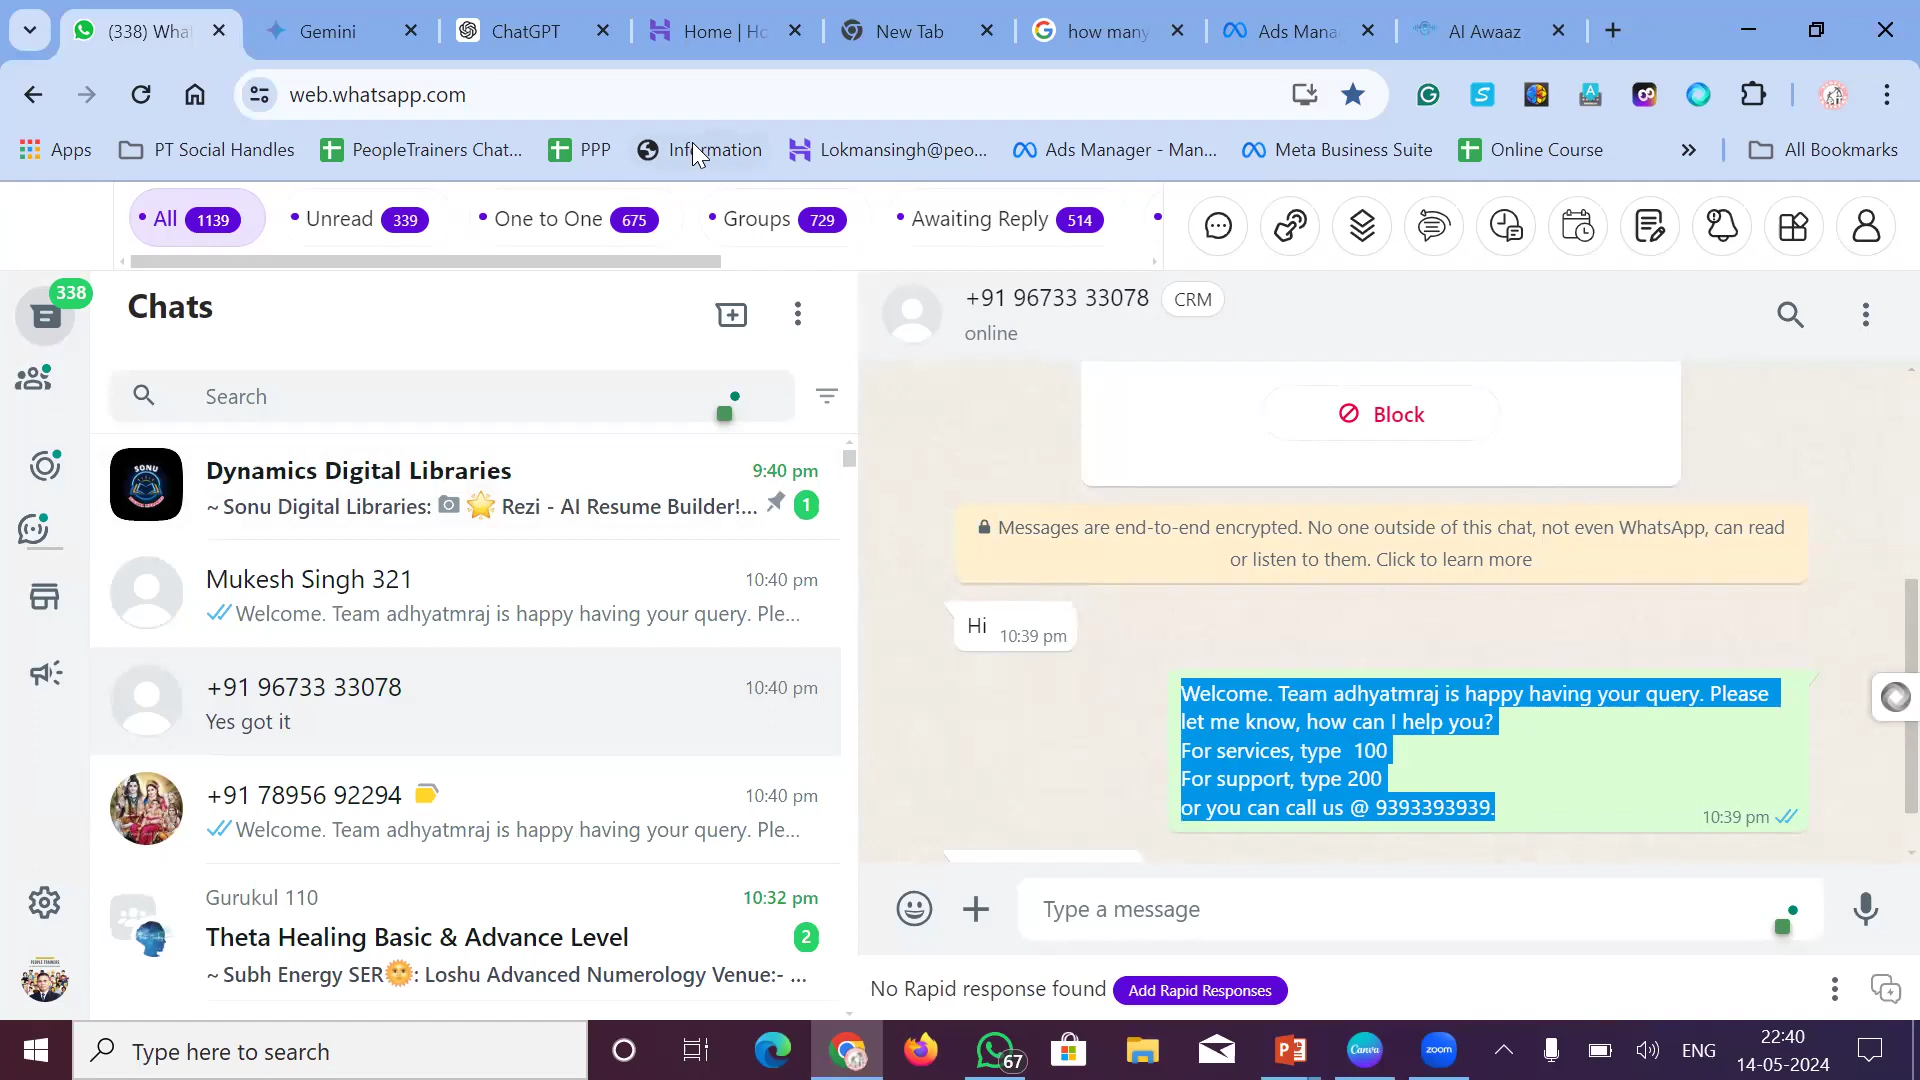 (338) Wha
Gemini
ChatGPT
Home | Ho
New Tab
how many
Ads Mana
AI Awaaz
web.whatsapp.com
Apps
PT Social Handles
PeopleTrainers Chat...
PPP
Information
Lokmansingh@peo...
Ads Manager - Man...
Meta Business Suite
Online Course
All Bookmarks
All 1139
Unread 339
One to One 675
Groups 729
Awaiting Reply 514
338
Chats
Search
Dynamics Digital Libraries 9:40 pm
~ Sonu Digital Libraries: 📷 🌟 Rezi - AI Resume Builder!... 1
Mukesh Singh 321 10:40 pm
Welcome. Team adhyatmraj is happy having your query. Ple...
+91 96733 33078 10:40 pm
Yes got it
+91 78956 92294 10:40 pm
Welcome. Team adhyatmraj is happy having your query. Ple...
Gurukul 110 10:32 pm
Theta Healing Basic & Advance Level 2
~ Subh Energy SER🌞: Loshu Advanced Numerology Venue:- ...
+91 96733 33078 CRM
online
Block
Messages are end-to-end encrypted. No one outside of this chat, not even WhatsApp, can read
or listen to them. Click to learn more
Hi 10:39 pm
Welcome. Team adhyatmraj is happy having your query. Please
let me know, how can I help you?
For services, type 100
For support, type 200
or you can call us @ 9393393939.
10:39 pm
Type a message
No Rapid response found Add Rapid Responses
Type here to search
67
Canva
zoom
ENG
22:40
14-05-2024